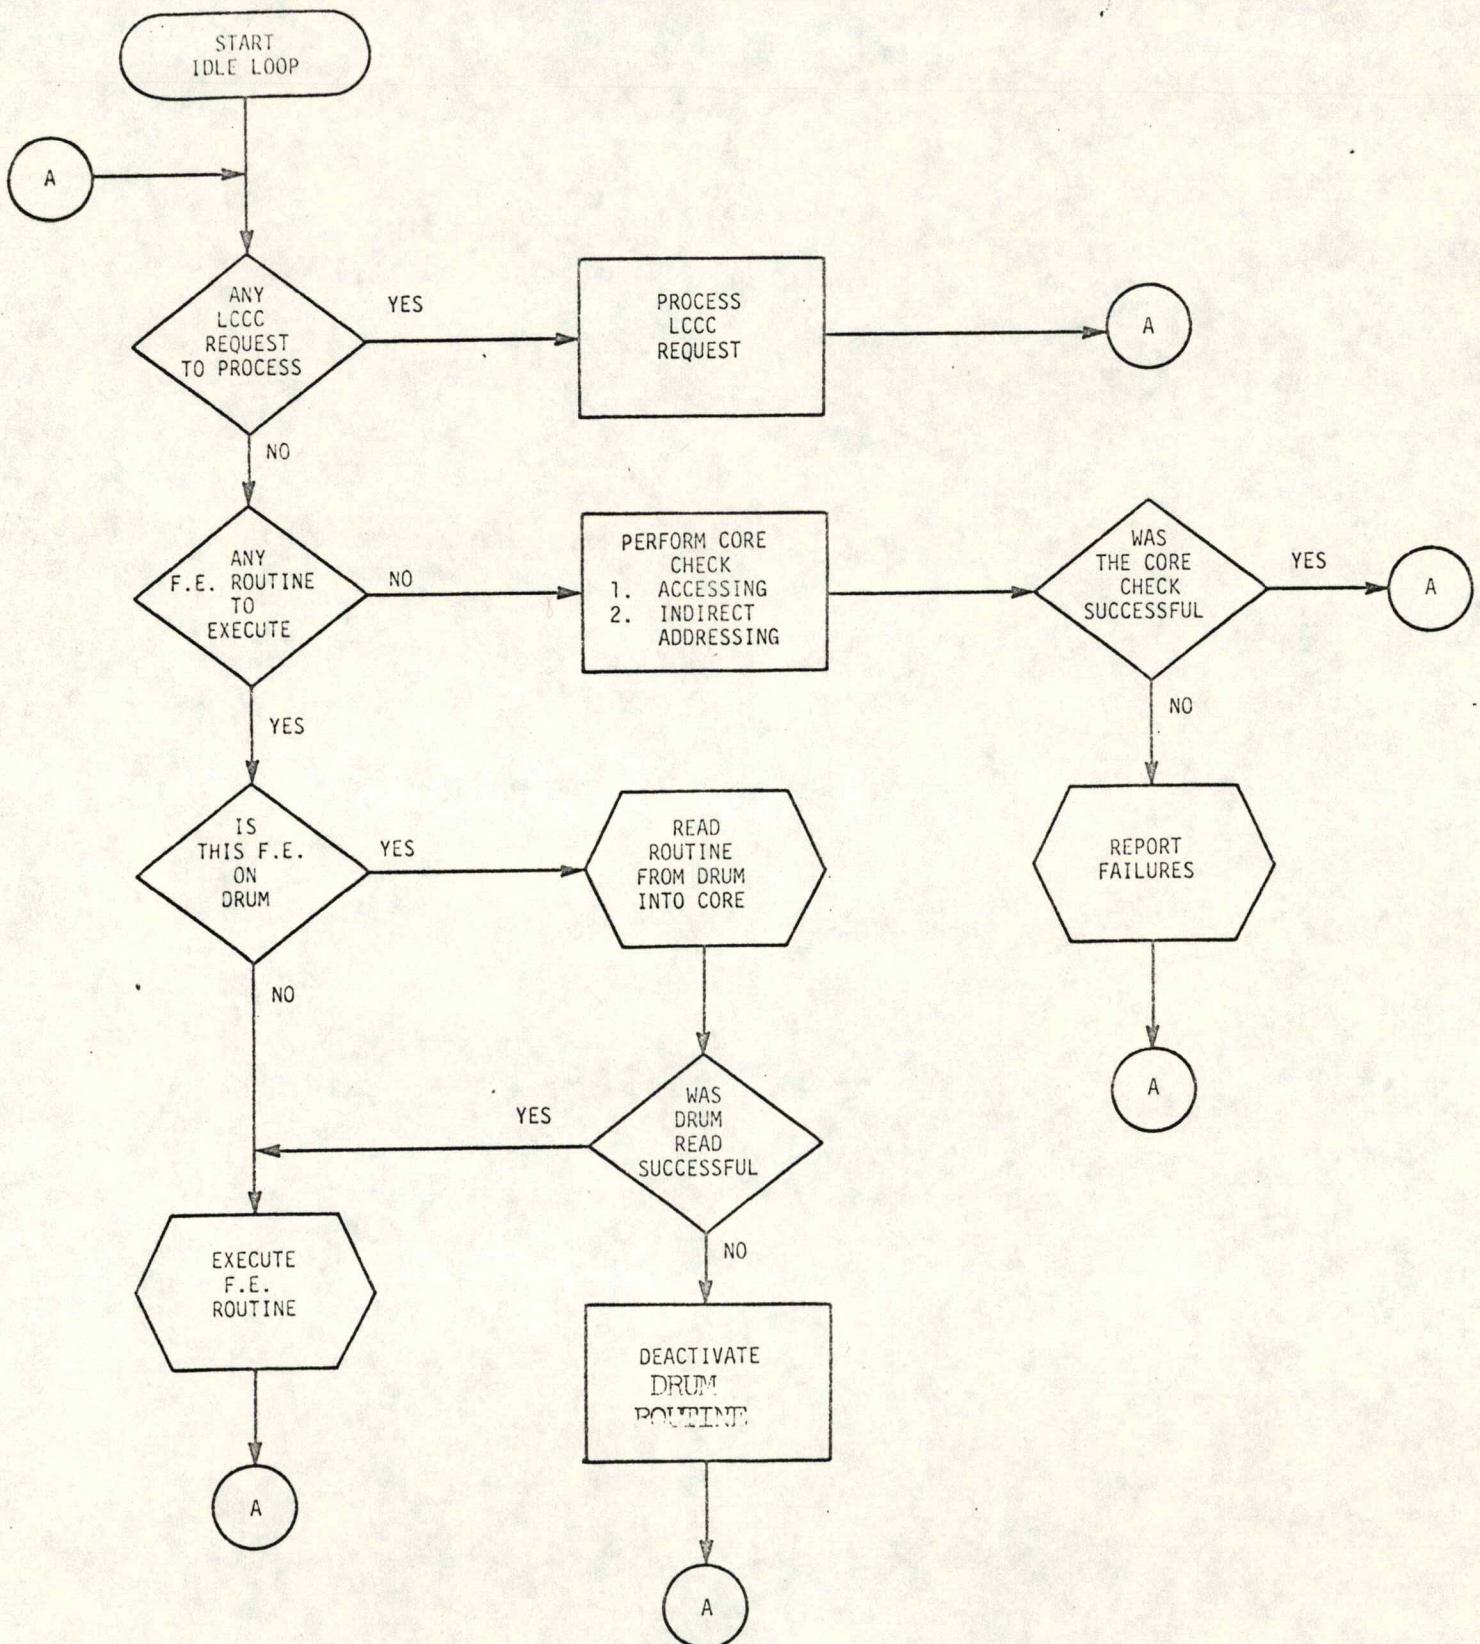 START
IDLE LOOP
A
ANY
LCCC
REQUEST
TO PROCESS
YES
PROCESS
LCCC
REQUEST
A
NO
ANY
F.E. ROUTINE
TO
EXECUTE
NO
PERFORM CORE
CHECK
1. ACCESSING
2. INDIRECT
ADDRESSING
WAS
THE CORE
CHECK
SUCCESSFUL
YES
A
YES
NO
IS
THIS F.E.
ON
DRUM
YES
READ
ROUTINE
FROM DRUM
INTO CORE
REPORT
FAILURES
NO
A
WAS
DRUM
READ
SUCCESSFUL
YES
NO
EXECUTE
F.E.
ROUTINE
DEACTIVATE
DRUM
ROUTINE
A
A